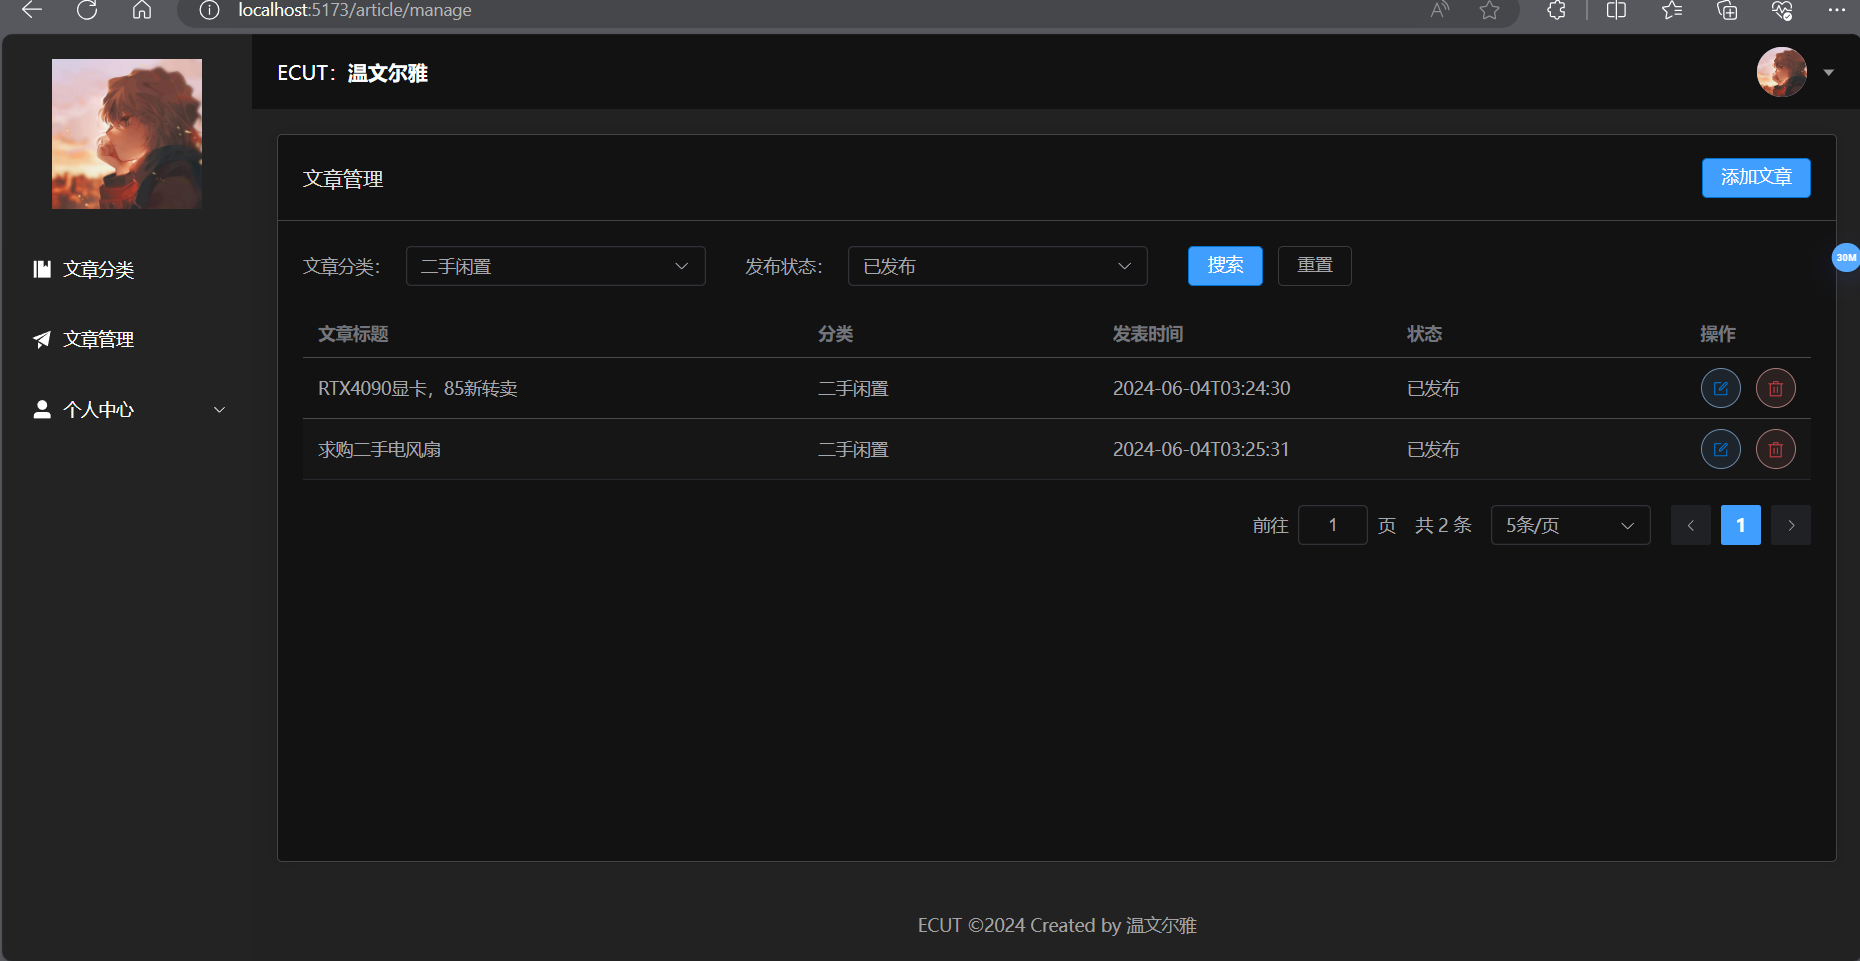 localhost:5173/article/manage
ECUT：温文尔雅
文章分类
文章管理
个人中心
文章管理
添加文章
文章分类： 二手闲置 发布状态： 已发布 搜索 重置
30M
文章标题 分类 发表时间 状态 操作
RTX4090显卡，85新转卖 二手闲置 2024-06-04T03:24:30 已发布
求购二手电风扇 二手闲置 2024-06-04T03:25:31 已发布
前往 1 页 共 2 条 5条/页 1
ECUT ©2024 Created by 温文尔雅